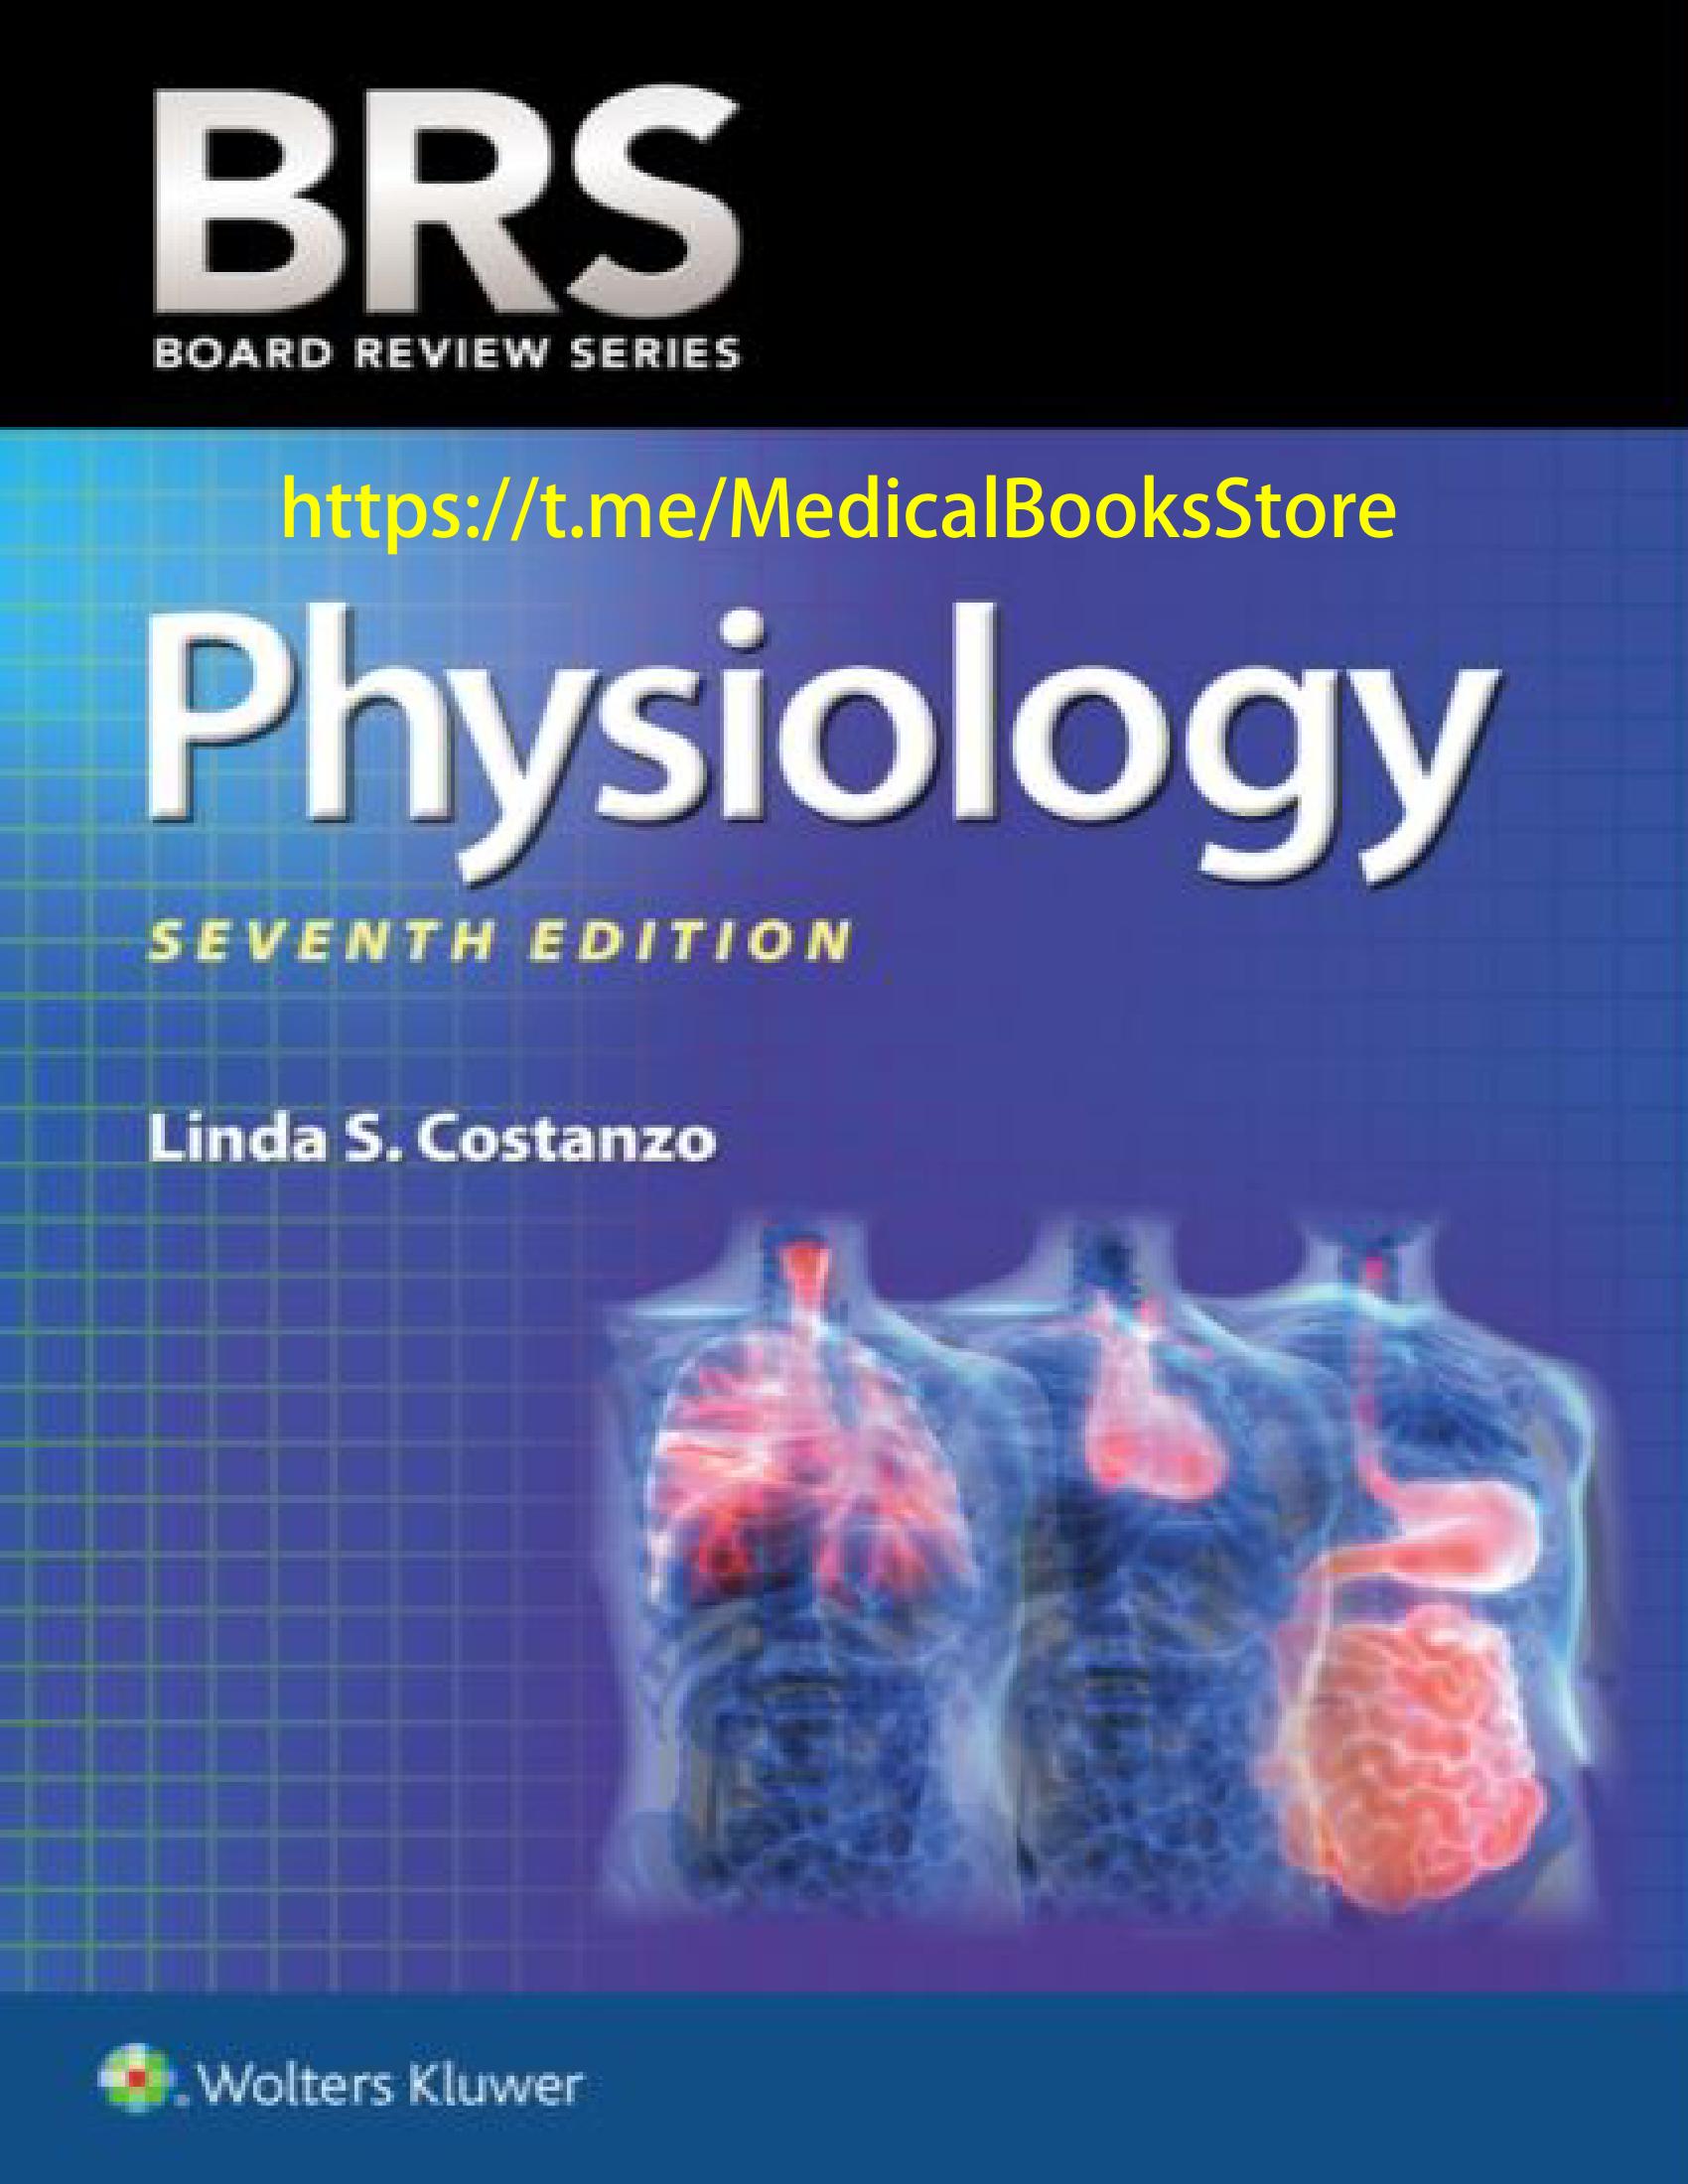 BRS
BOARD REVIEW SERIES
https://t.me/MedicalBooksStore
Physiology
SEVENTH EDITION
Linda S. Costanzo
Wolters Kluwer